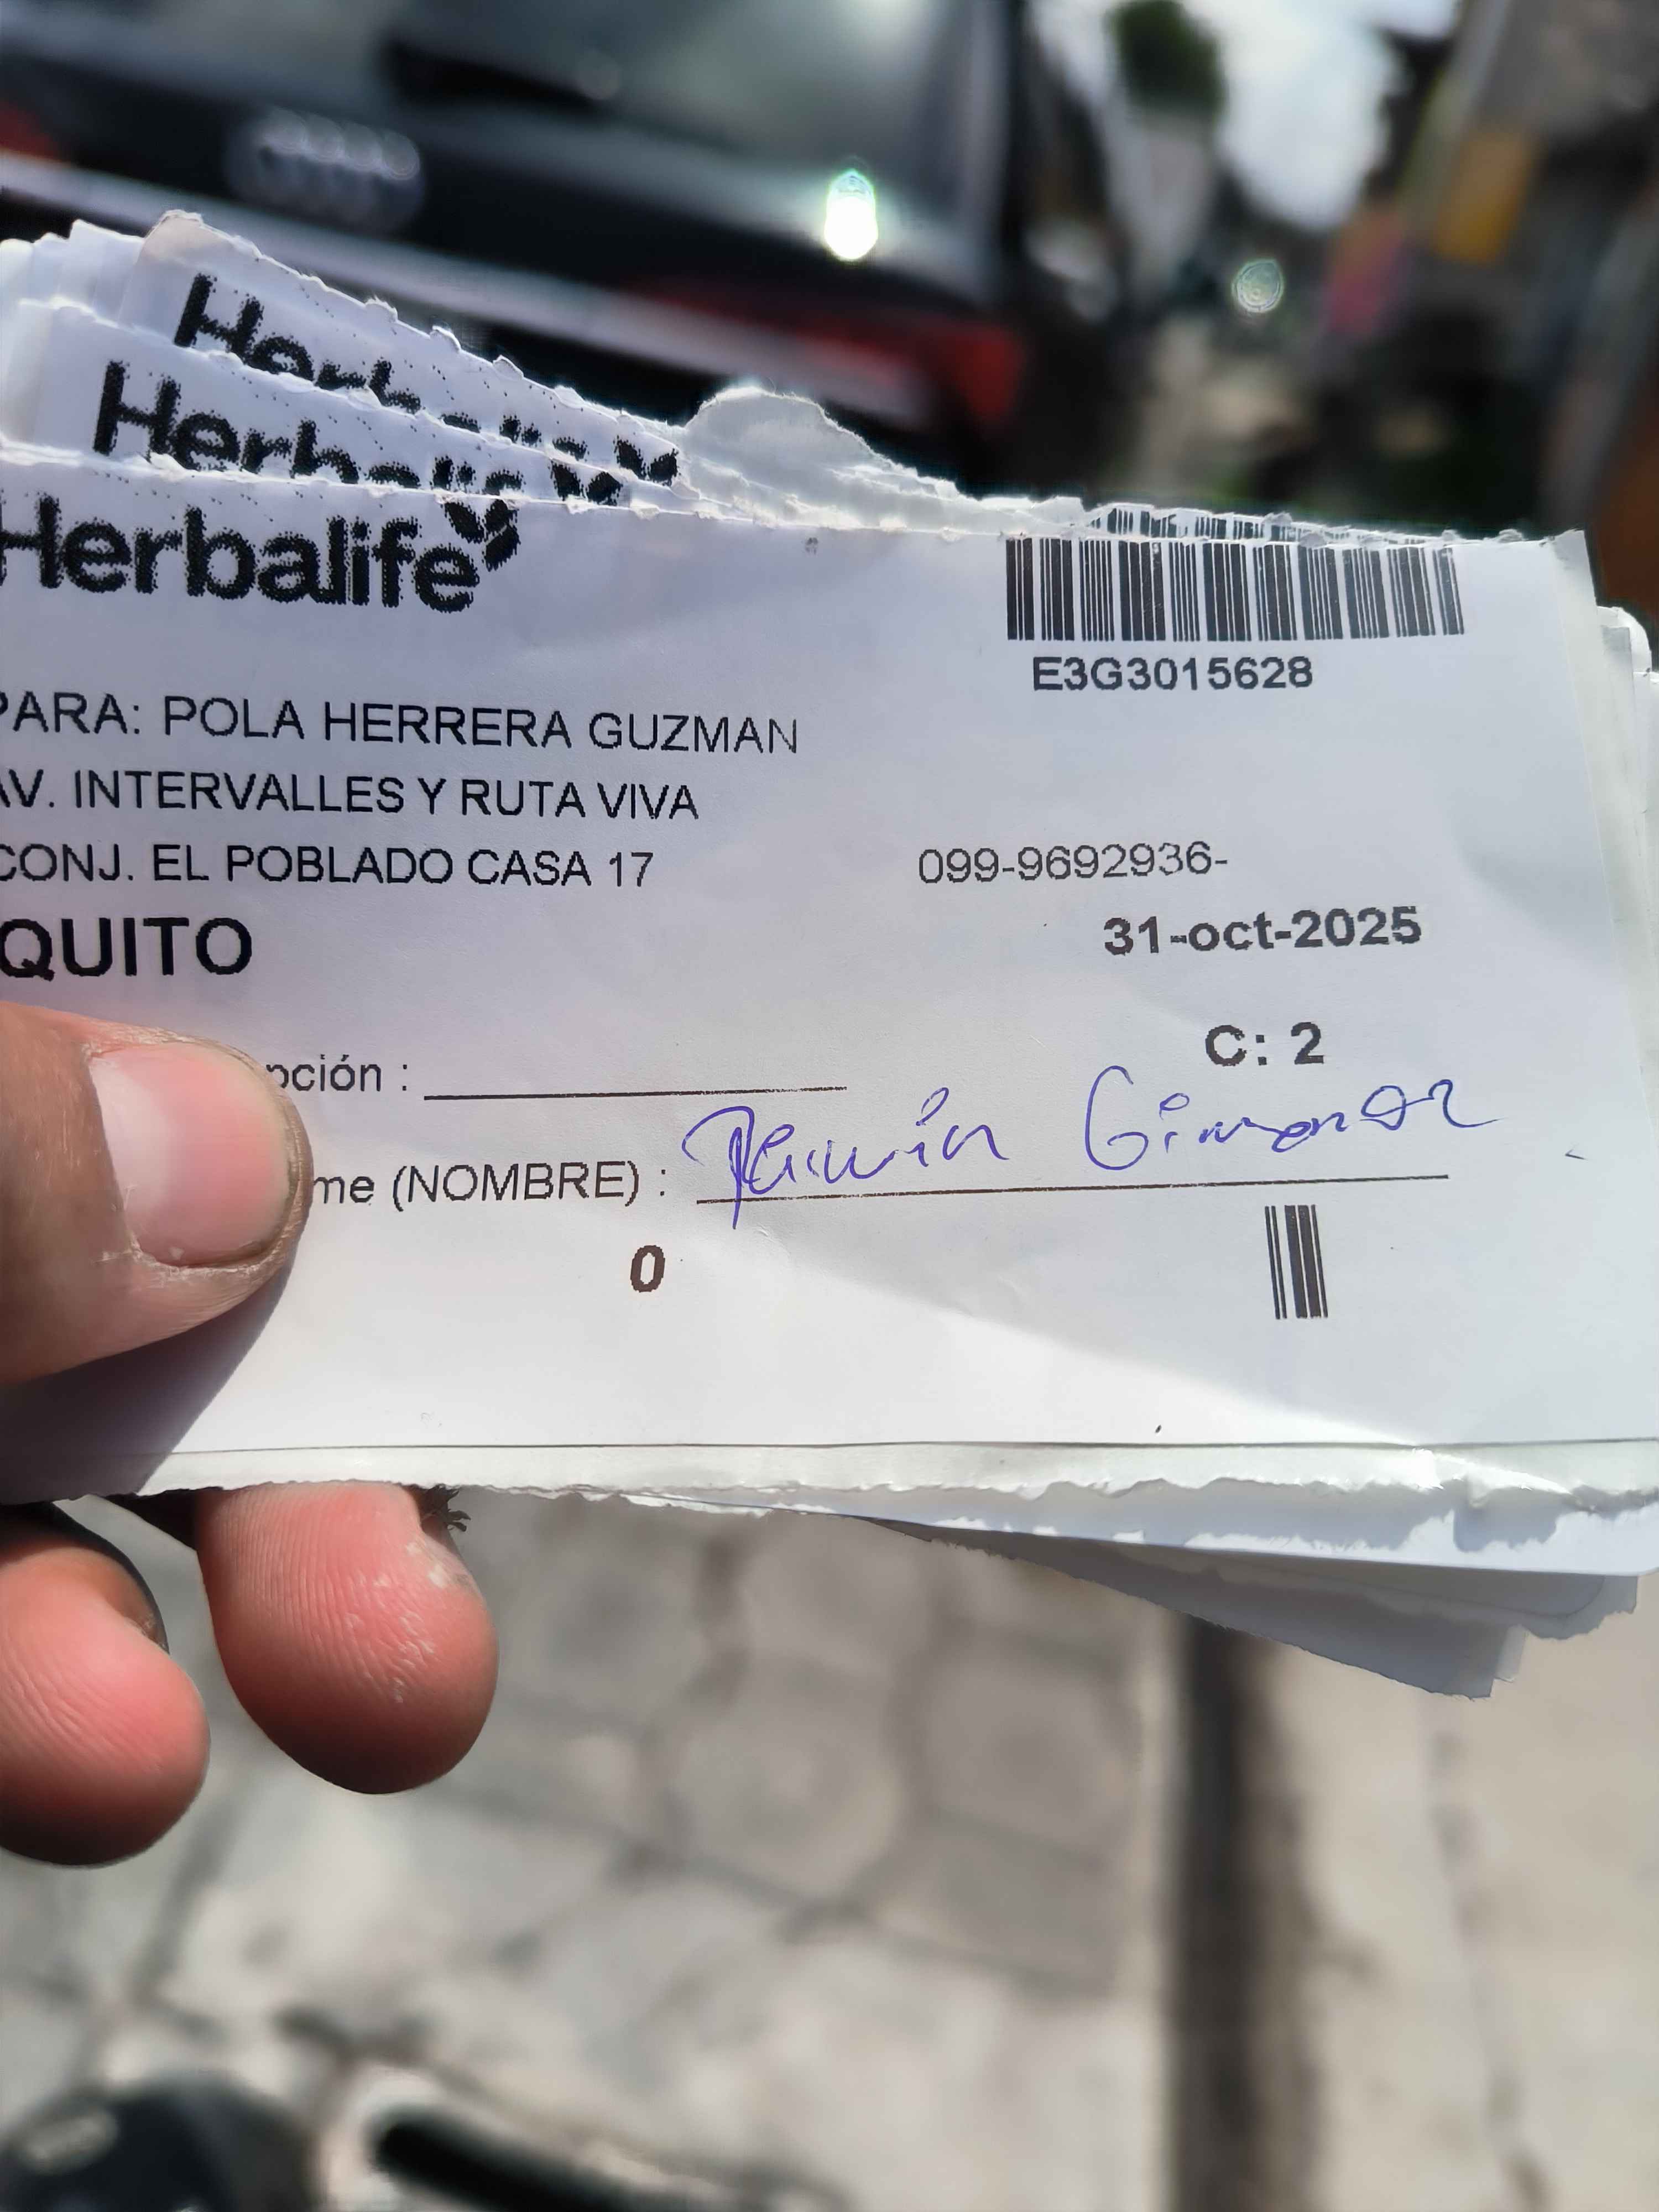 Herbalife
Herbalife
Herbalife
E3G3015628
PARA: POLA HERRERA GUZMAN
AV. INTERVALLES Y RUTA VIVA
CONJ. EL POBLADO CASA 17
099-9692936-
QUITO
31-oct-2025
C: 2
pción :
me (NOMBRE) : Gimenez
0